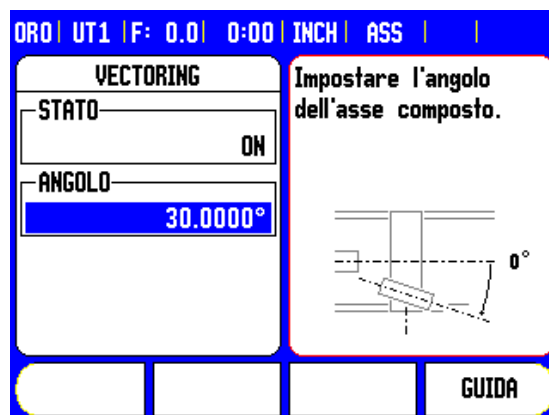 ORO| UT1 |F: 0.0| 0:00| INCH| ASS | |
VECTORING
STATO
ON
ANGOLO
30.0000°
Impostare l'angolo
dell'asse composto.
0°
GUIDA